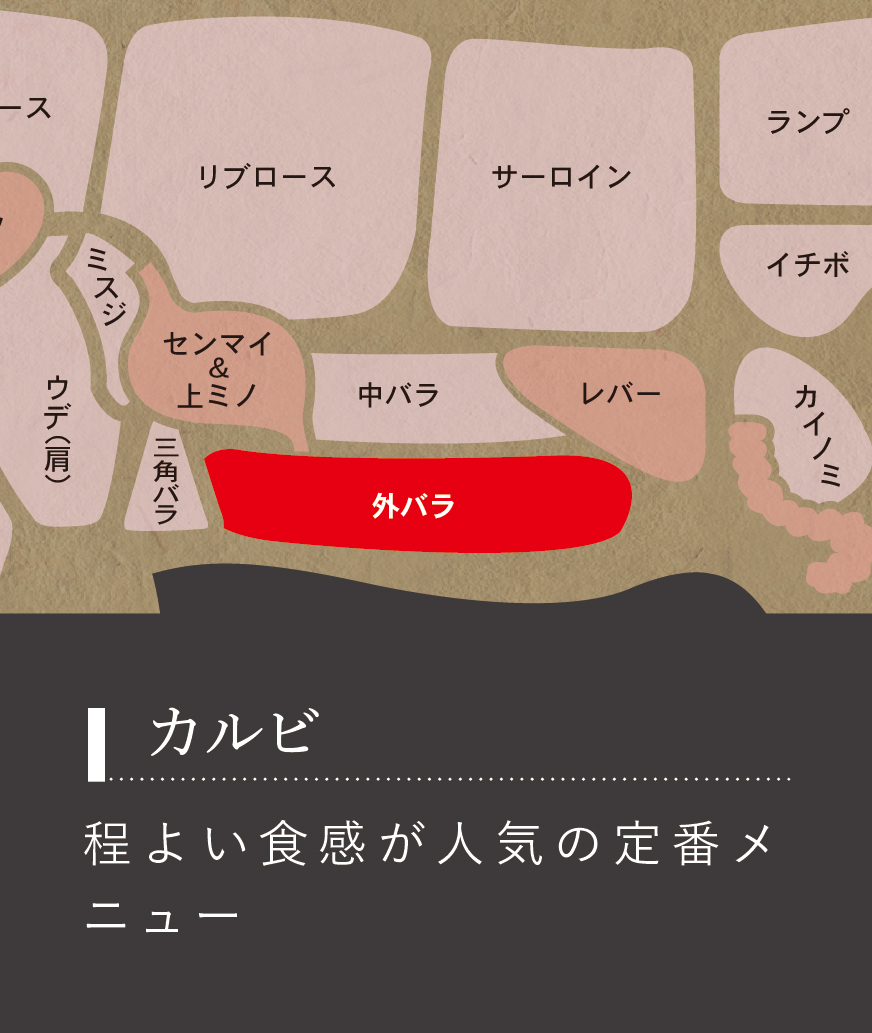 ース
リブロース
サーロイン
ランプ
イチボ
ミスジ
センマイ
&
上ミノ
中バラ
レバー
カイノミ
ウデ(肩)
三角バラ
外バラ
カルビ
程よい食感が人気の定番メ
ニュー